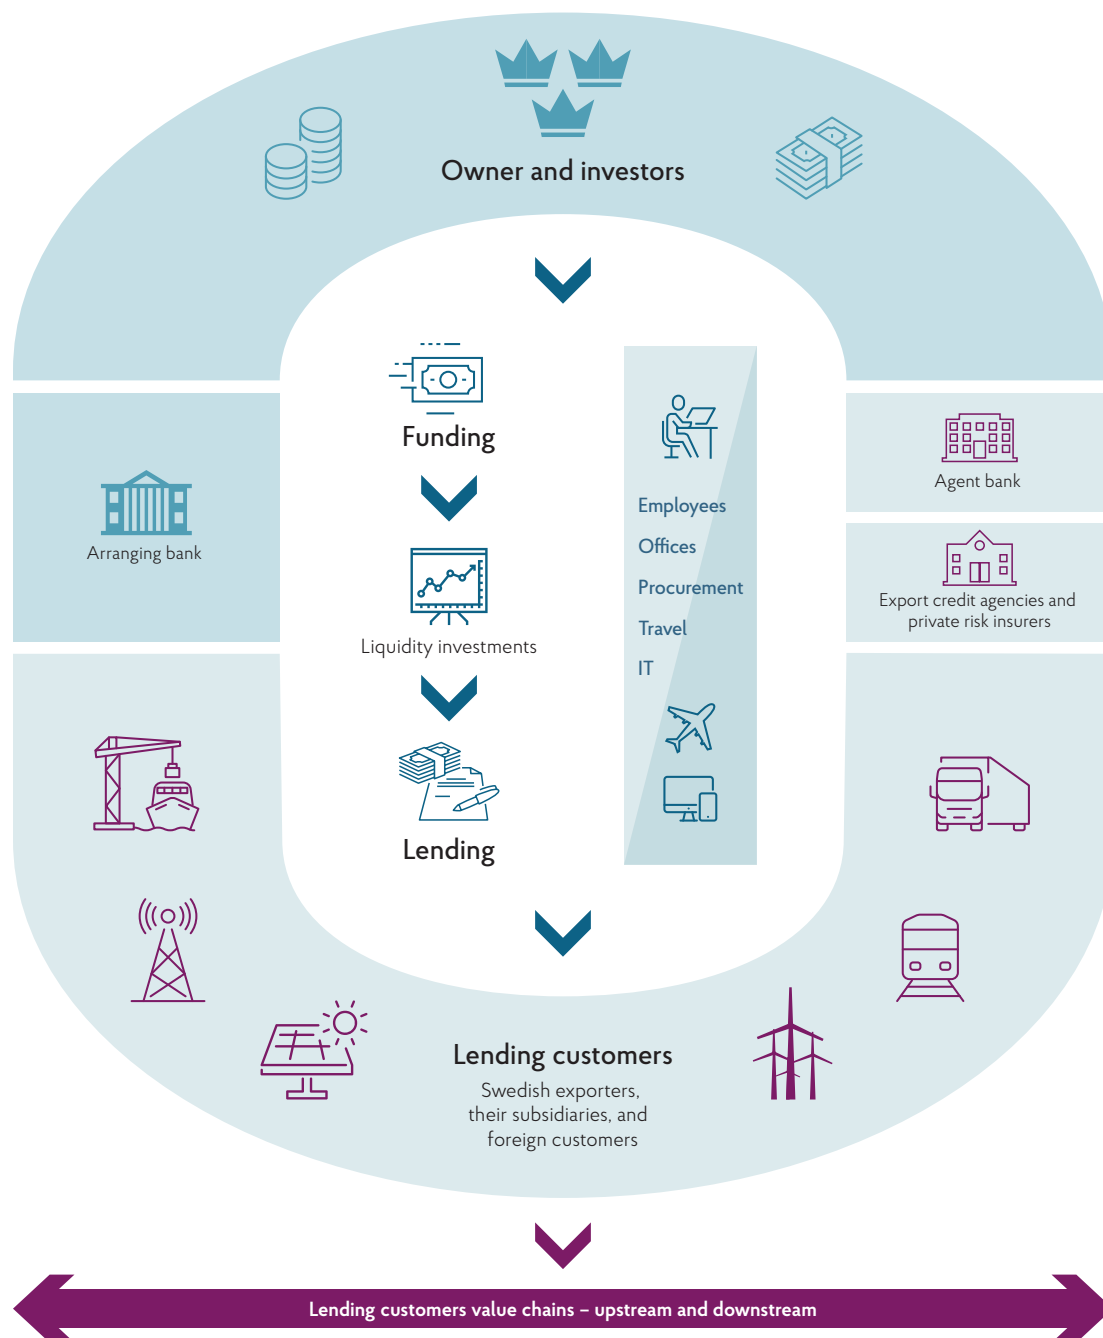 Owner and investors
Funding
Liquidity investments
Lending
Employees
Offices
Procurement
Travel
IT
Arranging bank
Agent bank
Export credit agencies and
private risk insurers
Lending customers
Swedish exporters,
their subsidiaries, and
foreign customers
Lending customers value chains – upstream and downstream